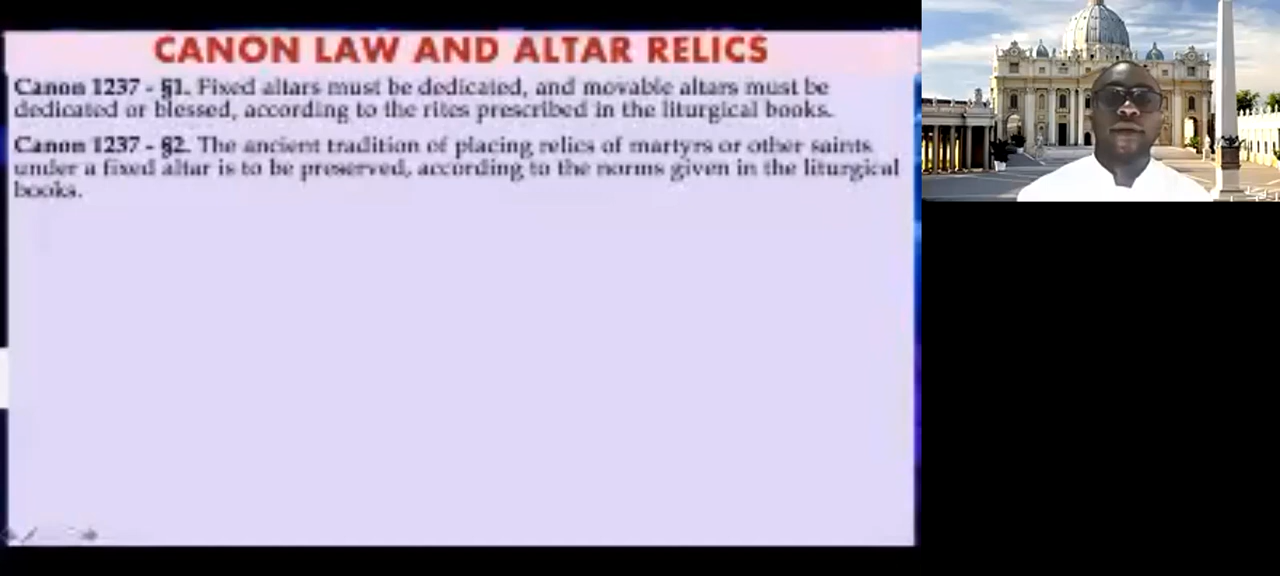 CANON LAW AND ALTAR RELICS
Canon 1237 - §1. Fixed altars must be dedicated, and movable altars must be
dedicated or blessed, according to the rites prescribed in the liturgical books.
Canon 1237 - §2. The ancient tradition of placing relics of martyrs or other saints
under a fixed altar is to be preserved, according to the norms given in the liturgical
books.